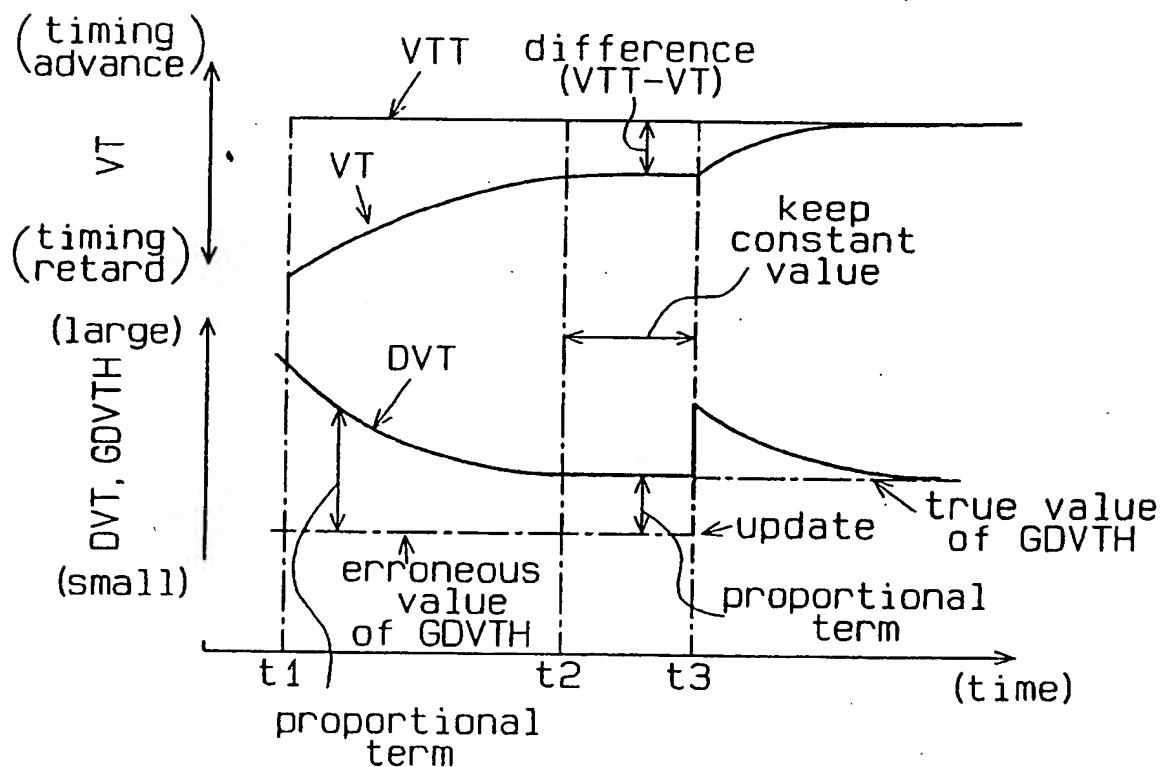 (timing
advance)
VTT
difference
(VTT-VT)
VT
VT
(timing
retard)
keep
constant
value
(large)
DVT
DVT, GDVTH
(small)
erroneous
value
of GDVTH
update
true value
of GDVTH
proportional
term
t1
t2
t3
(time)
proportional
term